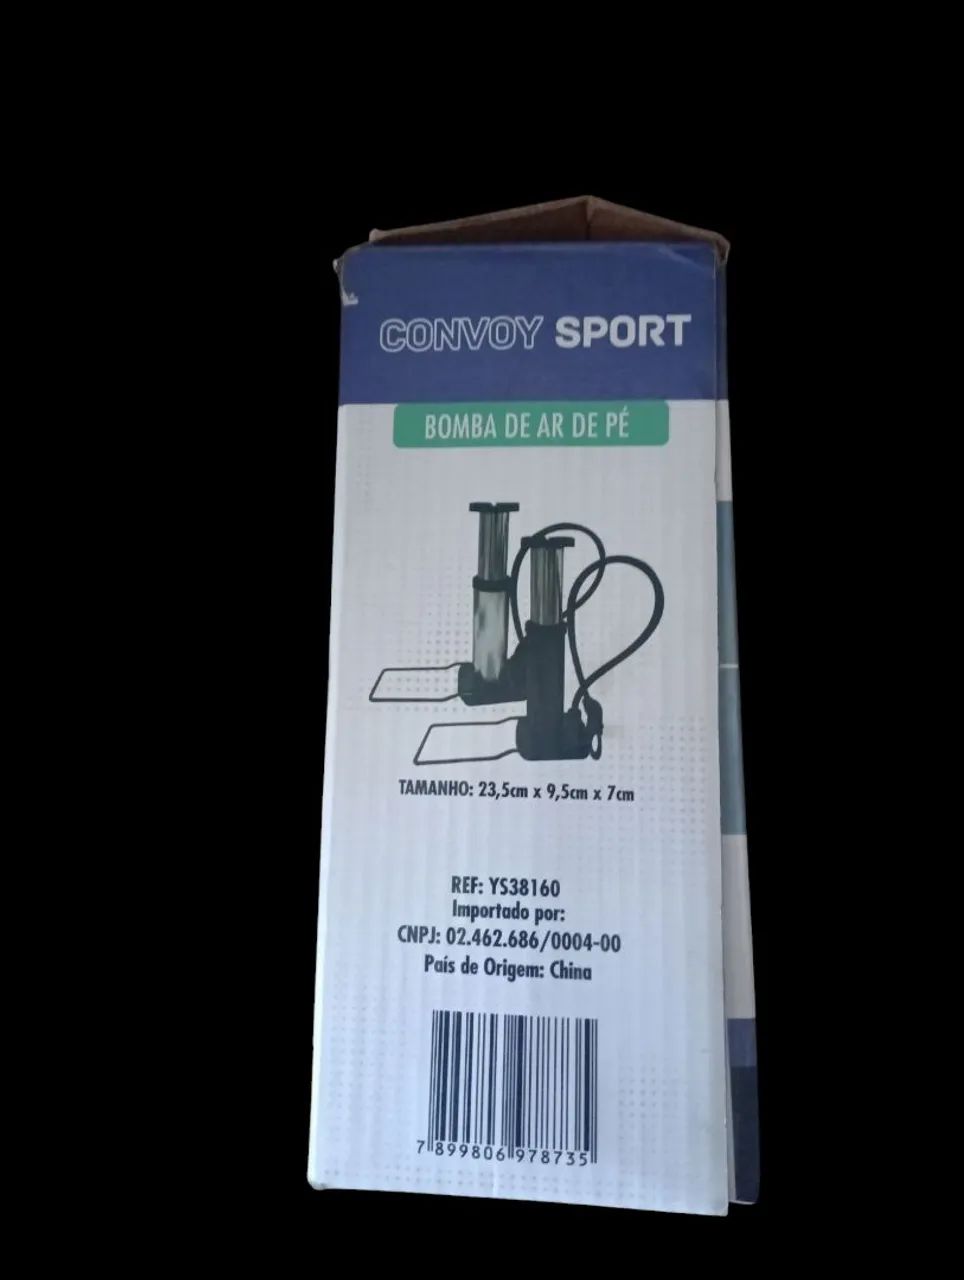 CONVOY SPORT
BOMBA DE AR DE PÉ
TAMANHO: 23,5cm x 9,5cm x 7cm
REF: YS38160
Importado por:
CNPJ: 02.462.686/0004-00
País de Origem: China
7 899806 978735